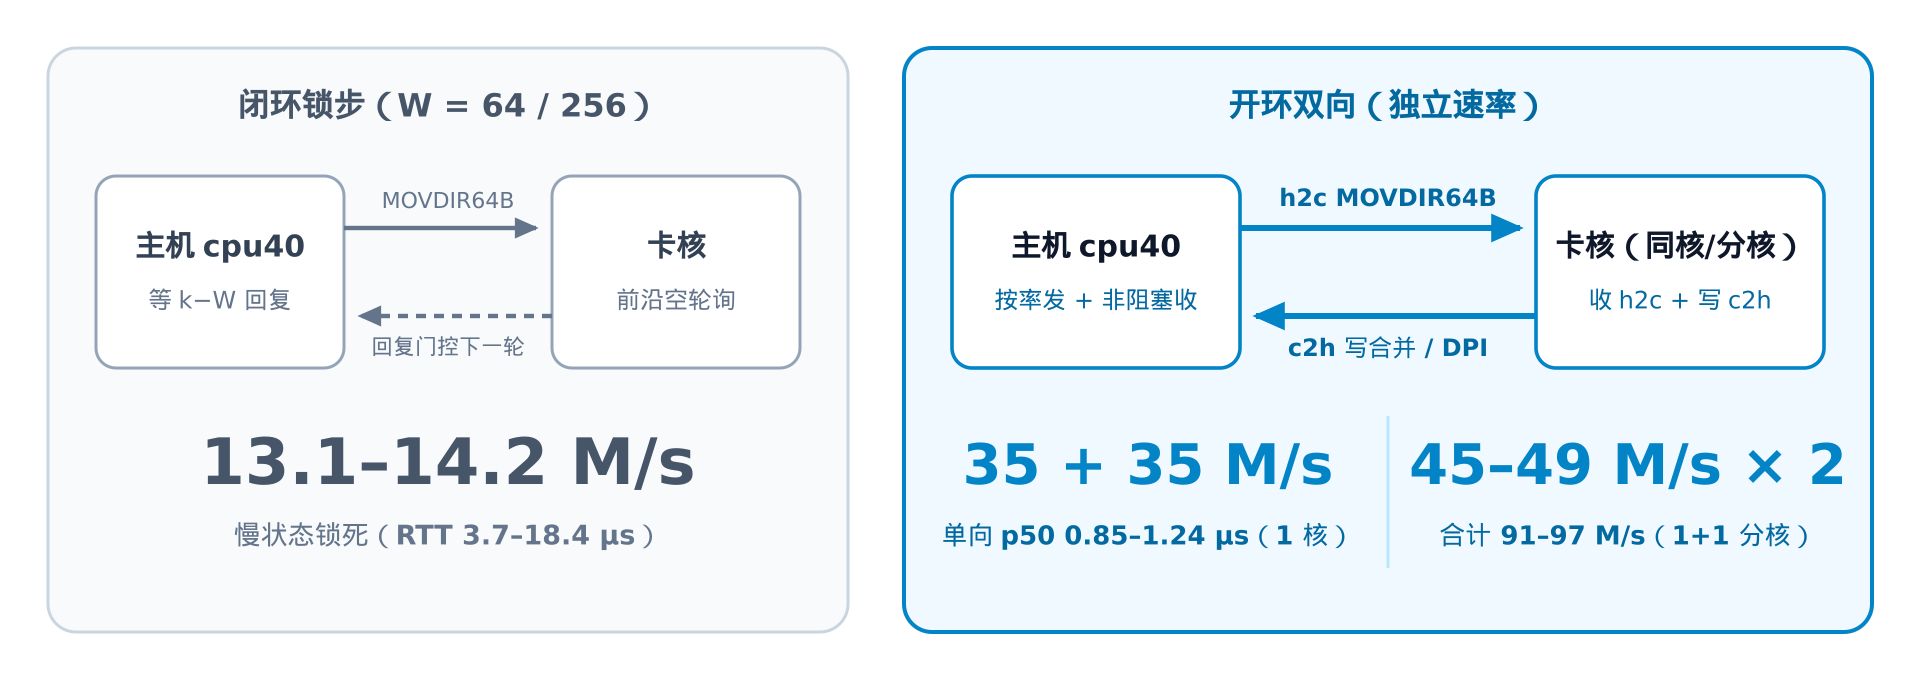 闭环锁步（W = 64 / 256）
主机 cpu40
等 k−W 回复
MOVDIR64B
回复门控下一轮
卡核
前沿空轮询
13.1–14.2 M/s
慢状态锁死（RTT 3.7–18.4 µs）
开环双向（独立速率）
主机 cpu40
按率发 + 非阻塞收
h2c MOVDIR64B
c2h 写合并 / DPI
卡核（同核/分核）
收 h2c + 写 c2h
35 + 35 M/s
单向 p50 0.85–1.24 µs（1 核）
45–49 M/s × 2
合计 91–97 M/s（1+1 分核）